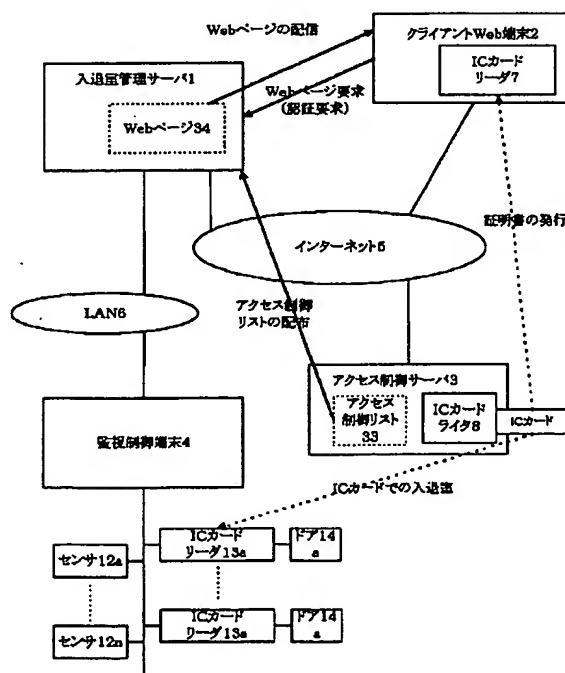 Webページの配信
クライアントWeb端末2
ICカード
リーダ7
入退室管理サーバ1
Webページ要求
(認証要求)
Webページ34
証明書の発行
インターネット5
アクセス制御
リストの配布
LAN6
アクセス制御サーバ3
アクセス
制御リスト
33
ICカード
ライタ8
ICカード
監視制御端末4
ICカードでの入退室
ICカード
リーダ13a
ドア14
a
センサ12a
ICカード
リーダ13a
ドア14
a
センサ12n